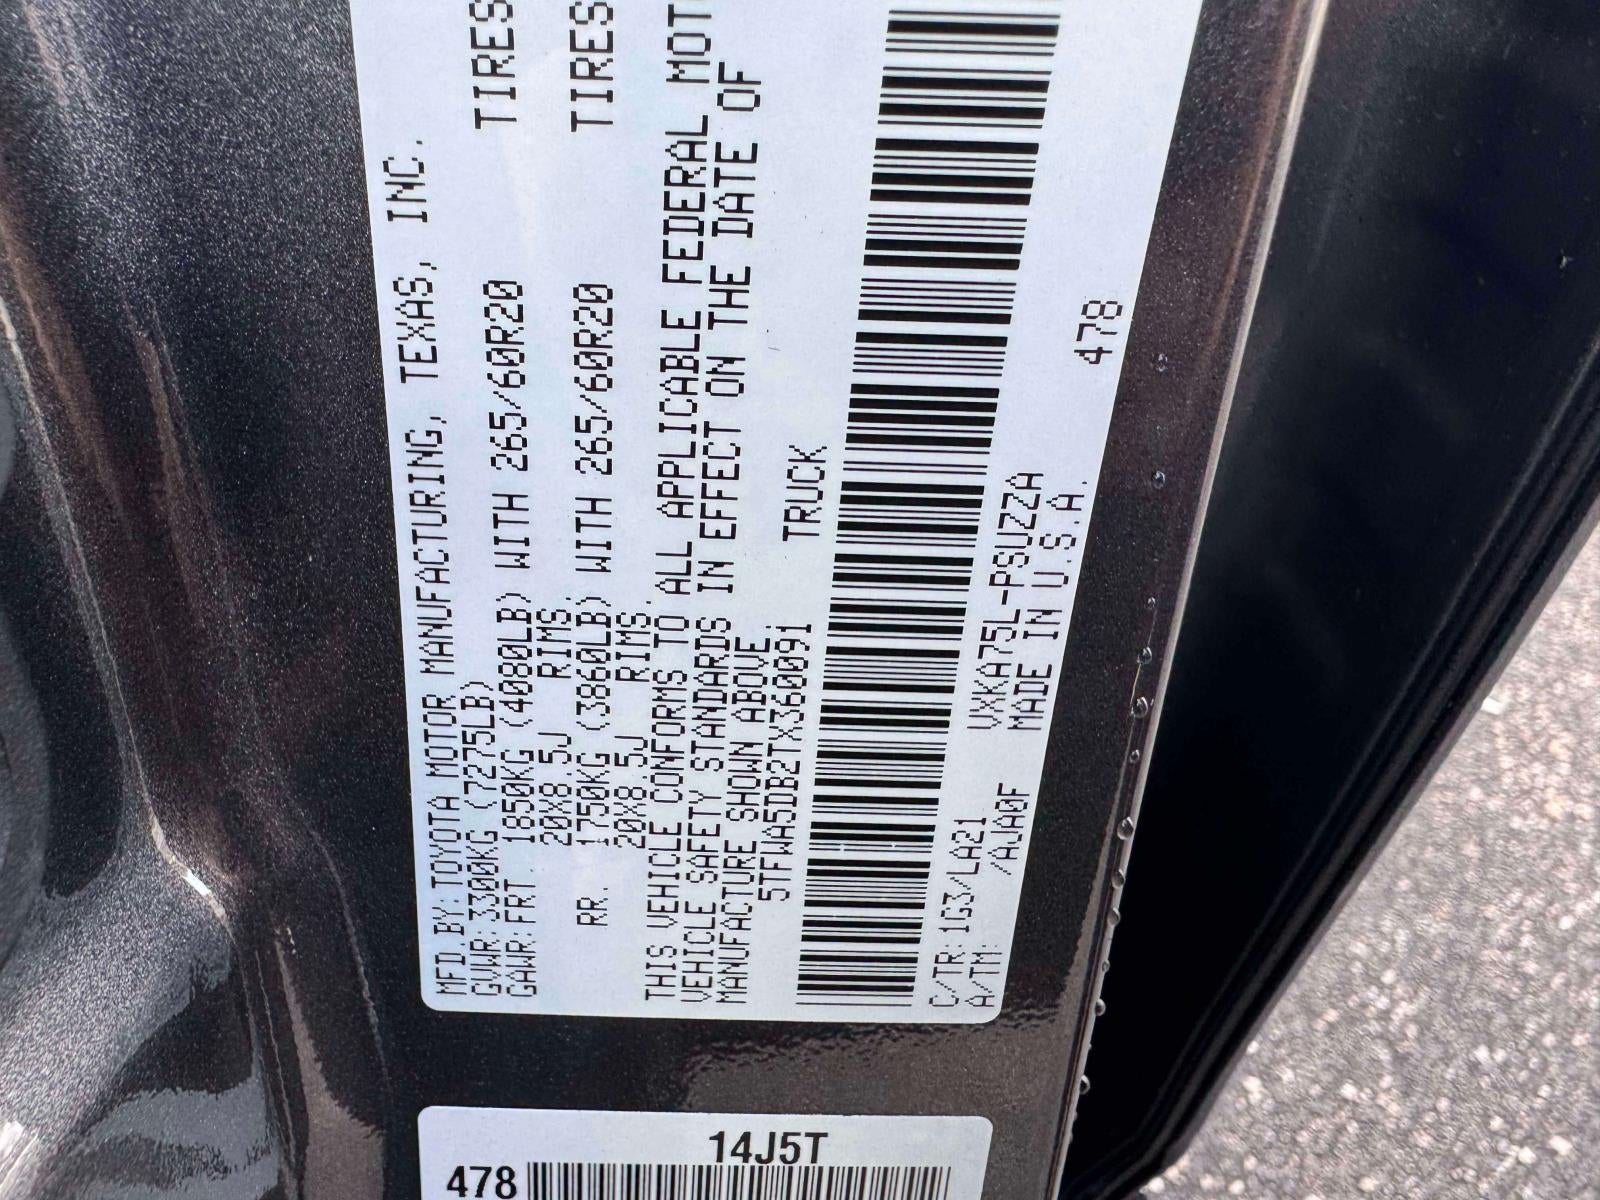 MFD.BY:TOYOTA MOTOR MANUFACTURING, TEXAS, INC.
GVWR:3300KG (7275LB)
GAWR:FRT. 1850KG (4080LB) WITH 265/60R20 TIRES
20X8.5J RIMS,
RR. 1750KG (3860LB) WITH 265/60R20 TIRES
20X8.5J RIMS.
THIS VEHICLE CONFORMS TO ALL APPLICABLE FEDERAL MOT
VEHICLE SAFETY STANDARDS IN EFFECT ON THE DATE OF
MANUFACTURE SHOWN ABOVE.
5TFWA5DB2TX360091 TRUCK
C/TR:1G3/LA21 VXKA75L-PSUZZA
A/TM: /AJA0F MADE IN U.S.A. 478
14J5T
478